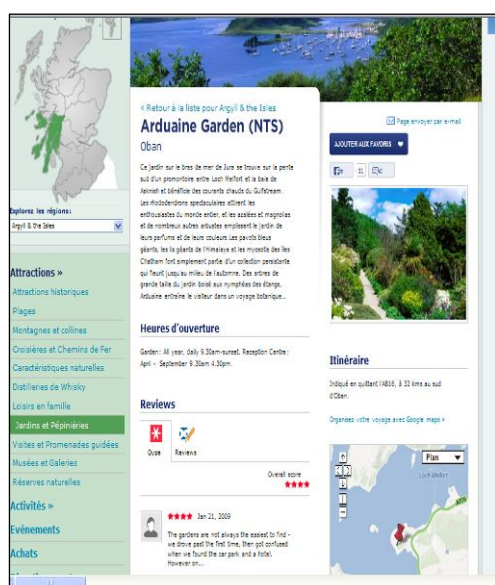 Explorez les régions:
Argyll & the Isles
Attractions »
Attractions historiques
Plages
Montagnes et collines
Croisières et Chemins de Fer
Caractéristiques naturelles
Distilleries de Whisky
Loisirs en famille
Jardins et Pépinières
Visites et Promenades guidées
Musées et Galeries
Réserves naturelles
Activités »
Evénements
Achats
< Retour à la liste pour Argyll & the Isles
Arduaine Garden (NTS)
Oban
Ce jardin sur le bras de mer de Jura se trouve sur la pente
sud d'un promontoire entre Loch Melfort et la baie de
Asknish et bénéficie des courants chauds du Gulfstream.
Les rhododendrons spectaculaires attirent les
enthousiastes du monde entier, et les azalées et magnolias
et de nombreux autres arbustes emplissent le jardin de
leurs parfums et de leurs couleurs Les pavots bleus
géants, les lis géants de l'Himalaya et les myosotis des îles
Chatham font simplement partie d'un collection persistante
qui fleurit jusqu'au milieu de l'automne. Des arbres de
grande taille du jardin boisé aux nymphées des étangs,
Arduaine entraîne le visiteur dans un voyage botanique...
Heures d'ouverture
Garden: All year, daily 9.30am-sunset. Reception Centre:
April - September 9.30am 4.30pm.
Reviews
Qype
Reviews
Overall score
Jan 21, 2009
The gardens are not always the easiest to find -
we drove past the first time, then got confused
when we found the car park and a hotel.
However on...
Page envoyer par e-mail
AJOUTER AUX FAVORIS
Itinéraire
Indiqué en quittant l'A816, à 32 kms au sud
d'Oban.
Organisez votre voyage avec Google maps »
Plan
Loch Melfort